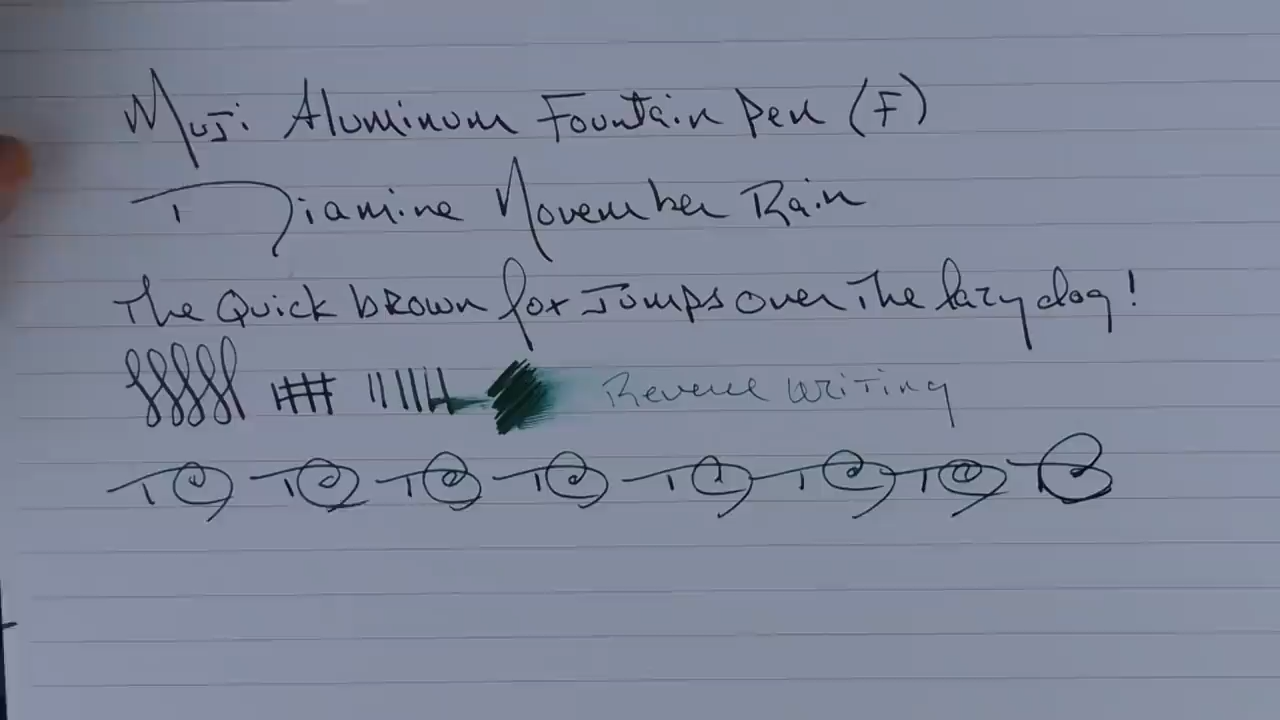 Muji Aluminum Fountain Pen (F)
Diamine November Rain
The Quick brown fox Jumps over The lazy dog!
Reverse Writing